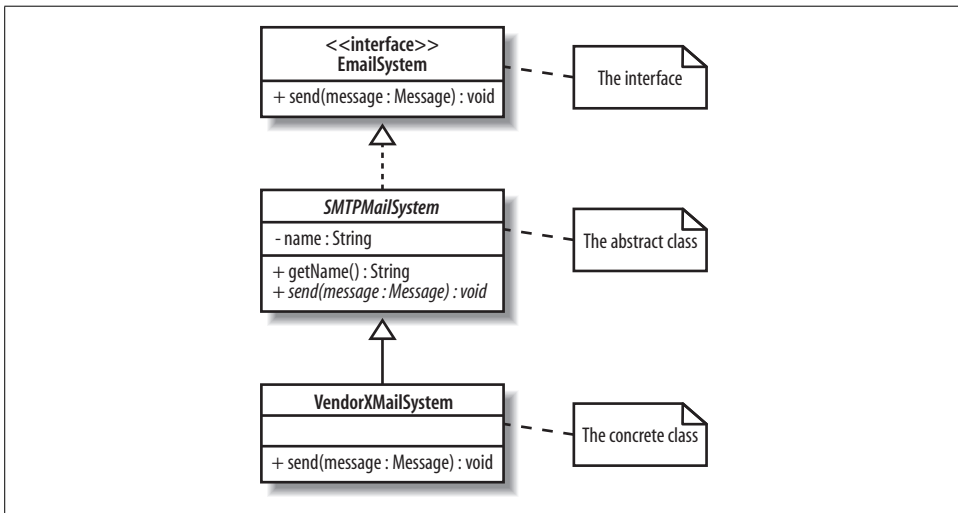 <<interface>>
EmailSystem
+ send(message : Message) : void
The interface
SMTPMailSystem
- name : String
+ getName() : String
+ send(message : Message) : void
The abstract class
VendorXMailSystem
+ send(message : Message) : void
The concrete class